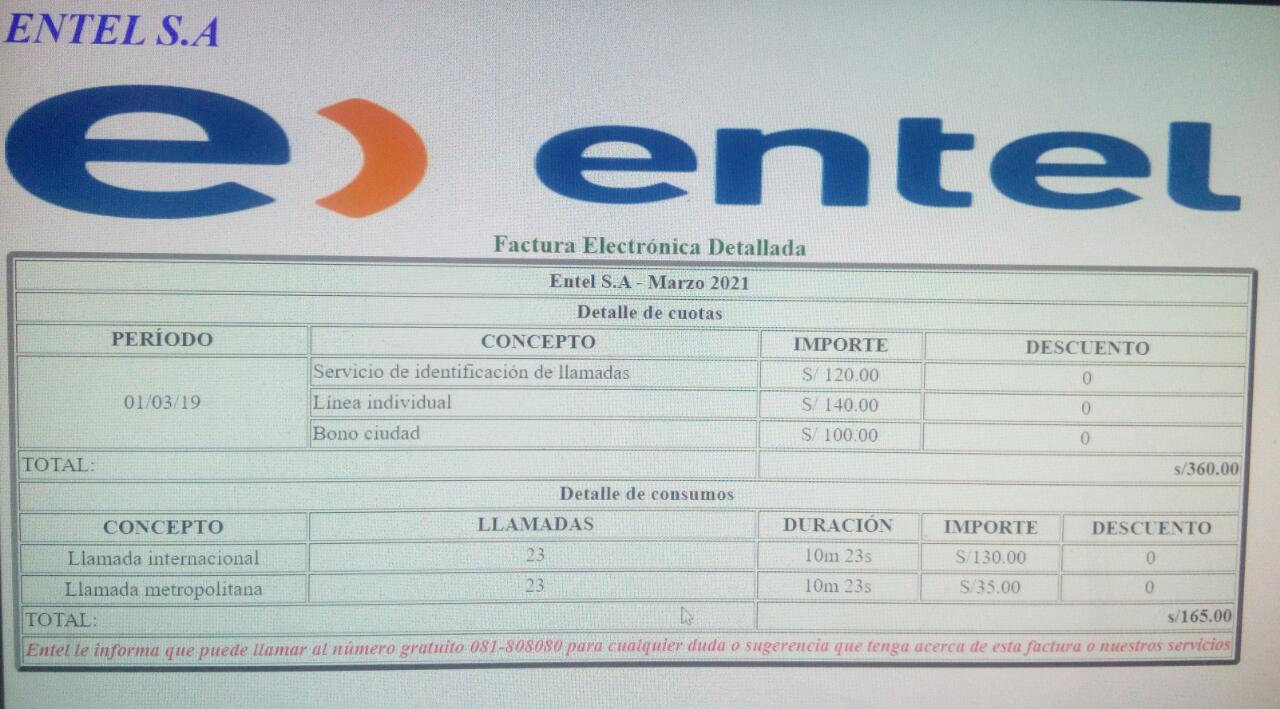 ENTEL S.A
e) entel
Factura Electrónica Detallada
Entel S.A - Marzo 2021
Detalle de cuotas
PERÍODO CONCEPTO IMPORTE DESCUENTO
01/03/19
Servicio de identificación de llamadas S/ 120.00 0
Línea individual S/ 140.00 0
Bono ciudad S/ 100.00 0
TOTAL: s/360.00
Detalle de consumos
CONCEPTO LLAMADAS DURACIÓN IMPORTE DESCUENTO
Llamada internacional 23 10m 23s S/130.00 0
Llamada metropolitana 23 10m 23s S/35.00 0
TOTAL: s/165.00
Entel le informa que puede llamar al número gratuito 081-808080 para cualquier duda o sugerencia que tenga acerca de esta factura o nuestros servicios